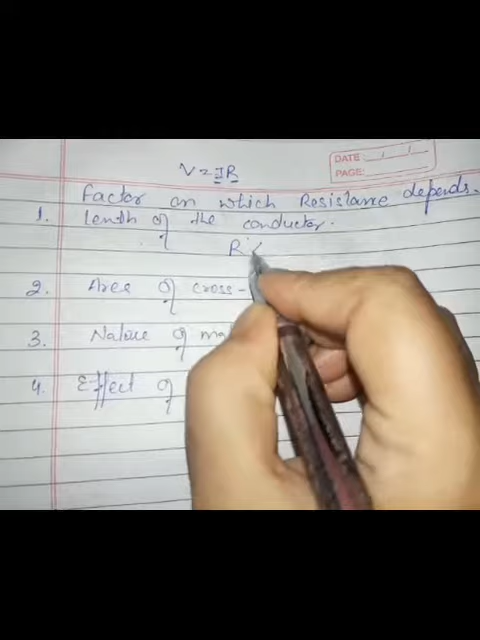 V = IR
DATE: / /
PAGE:
Factor on which Resistance depends.
1. Length of the conductor.
R
2. Area of cross-
3. Nature of ma
4. Effect of